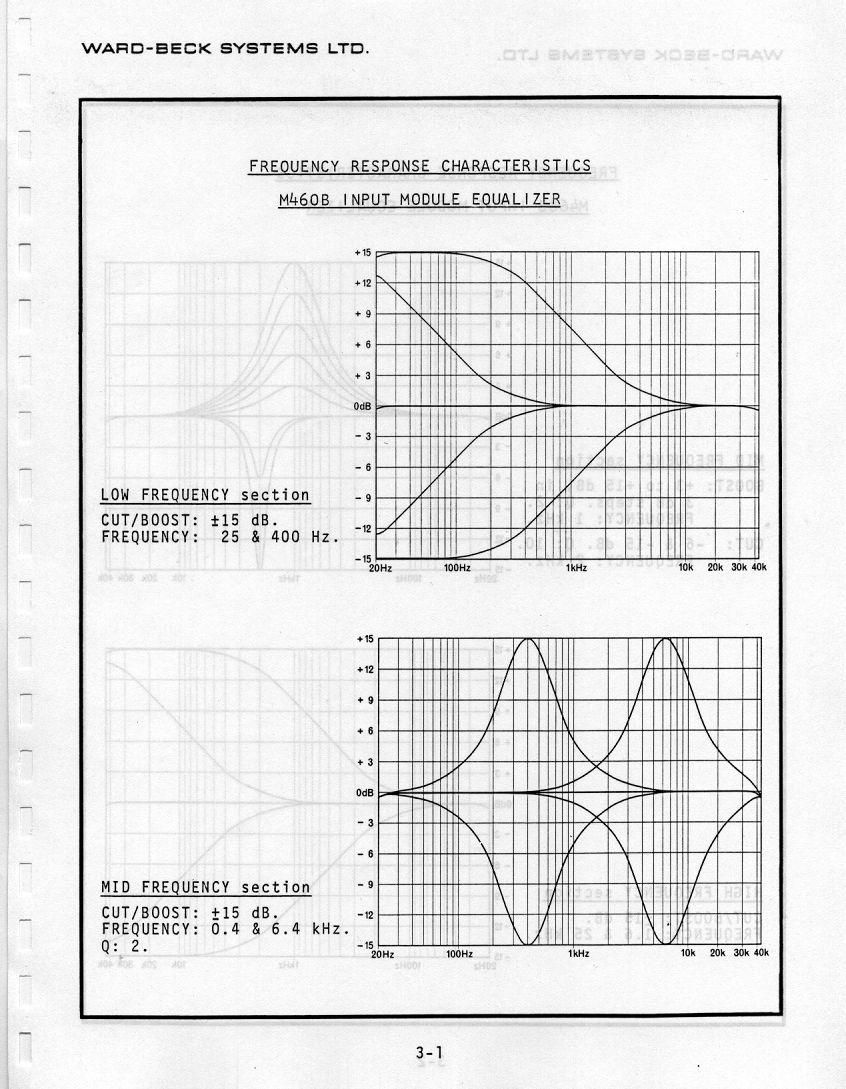 WARD-BECK SYSTEMS LTD.
FREQUENCY RESPONSE CHARACTERISTICS
M460B INPUT MODULE EQUALIZER
+15
+12
+ 9
+ 6
+ 3
0dB
- 3
- 6
- 9
-12
-15
20Hz 100Hz 1kHz 10k 20k 30k 40k
LOW FREQUENCY section
CUT/BOOST: ±15 dB.
FREQUENCY: 25 & 400 Hz.
+15
+12
+ 9
+ 6
+ 3
0dB
- 3
- 6
- 9
-12
-15
20Hz 100Hz 1kHz 10k 20k 30k 40k
MID FREQUENCY section
CUT/BOOST: ±15 dB.
FREQUENCY: 0.4 & 6.4 kHz.
Q: 2.
3-1